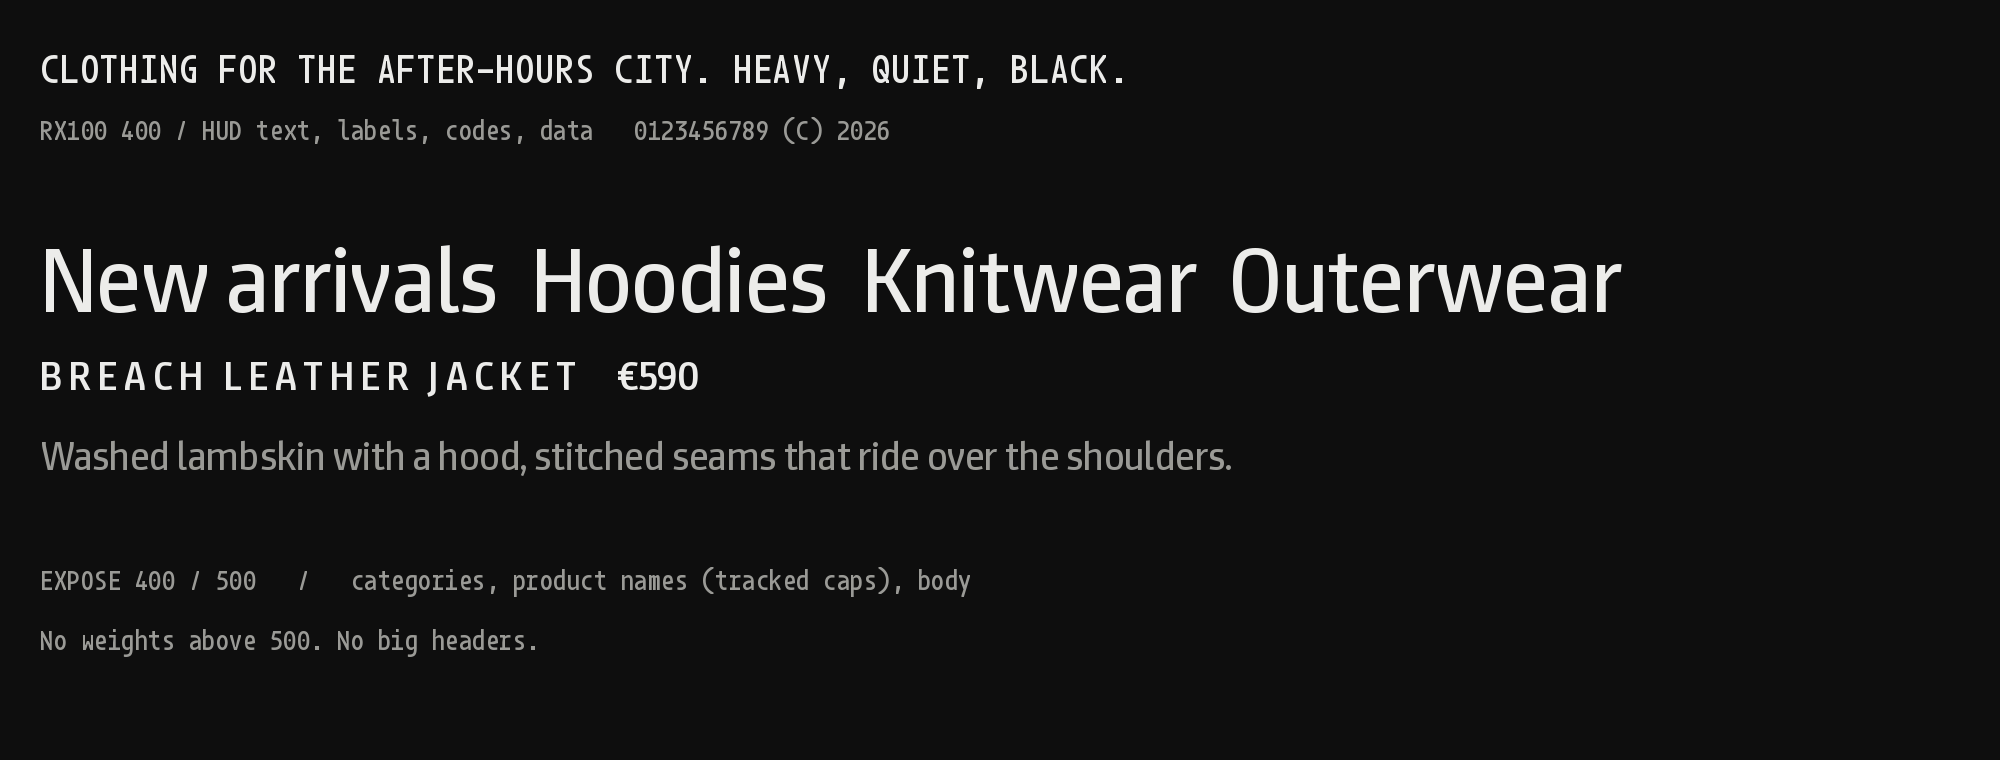 CLOTHING FOR THE AFTER-HOURS CITY. HEAVY, QUIET, BLACK.
RX100 400 / HUD text, labels, codes, data 0123456789 (C) 2026
New arrivals Hoodies Knitwear Outerwear
BREACH LEATHER JACKET €590
Washed lambskin with a hood, stitched seams that ride over the shoulders.
EXPOSE 400 / 500 / categories, product names (tracked caps), body
No weights above 500. No big headers.